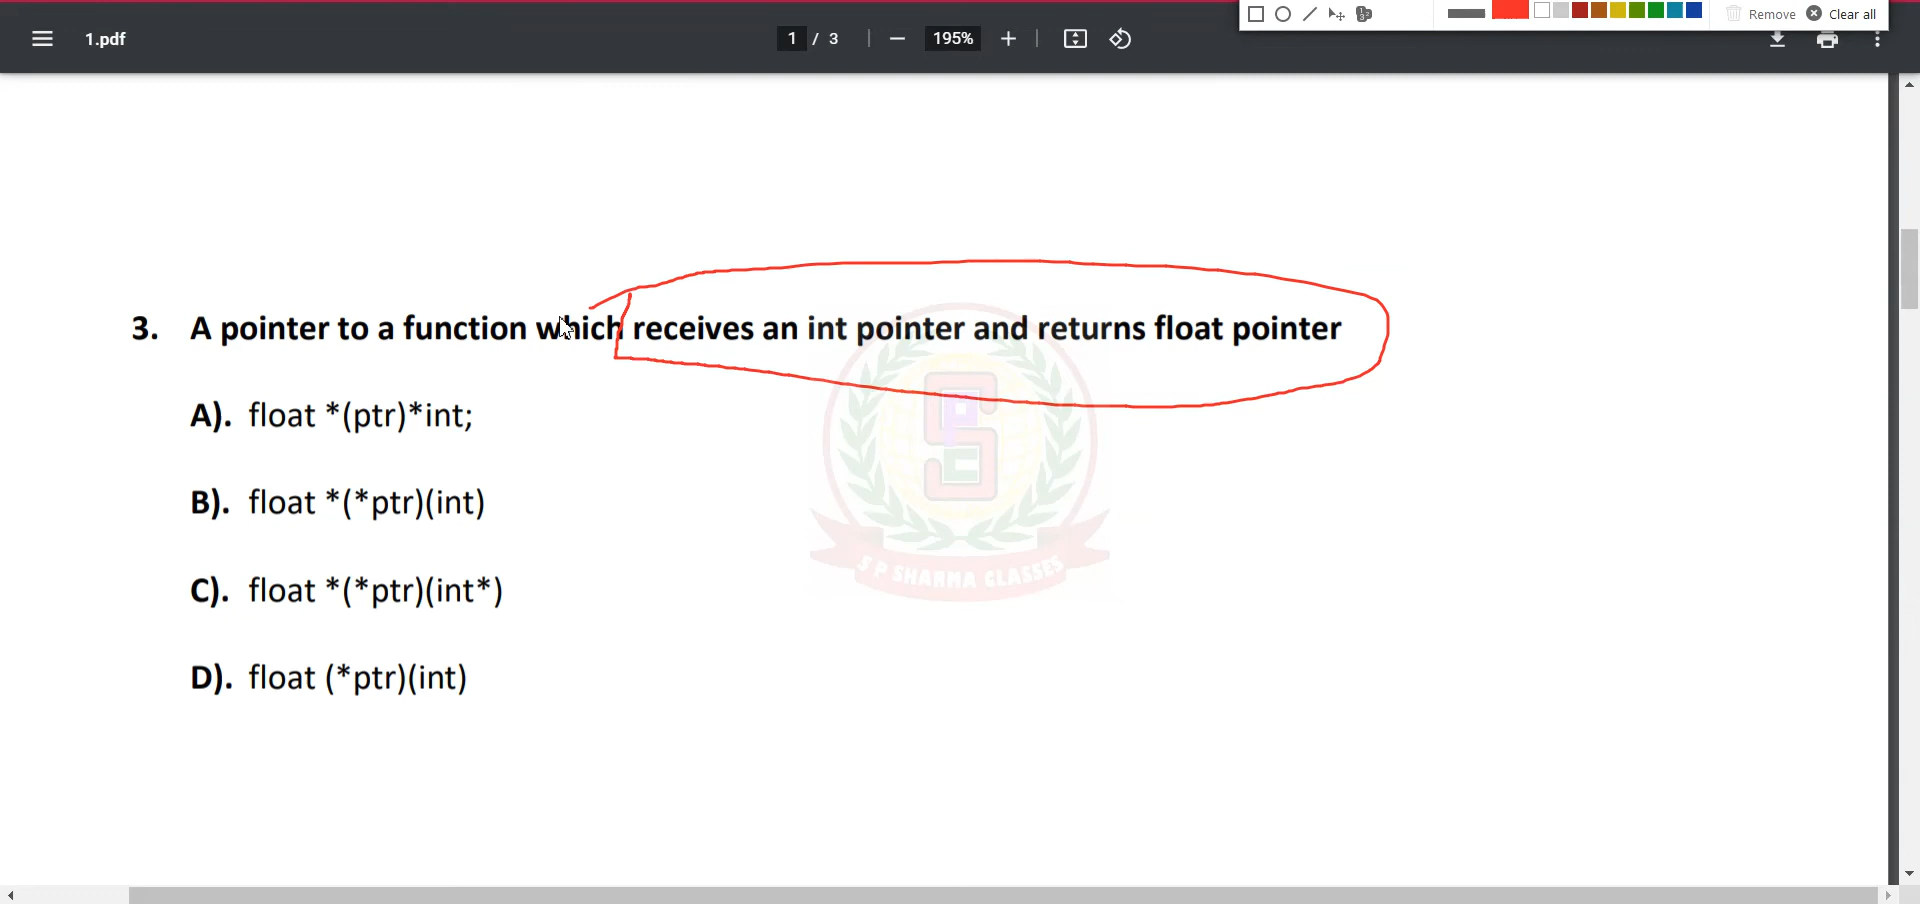 1.pdf
1 / 3
195%
Remove
Clear all
3. A pointer to a function which receives an int pointer and returns float pointer
A). float *(ptr)*int;
B). float *(*ptr)(int)
C). float *(*ptr)(int*)
D). float (*ptr)(int)
S P SHARMA CLASSES